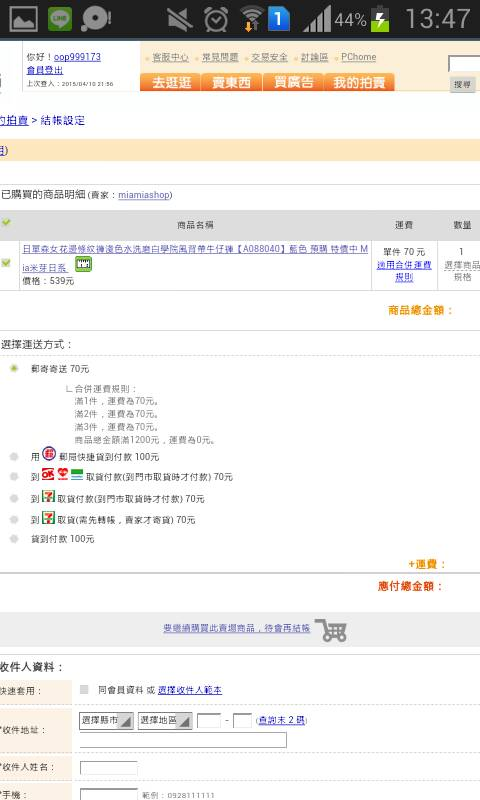 44% 13:47
你好！oop999173
會員登出
上次登入：2015/04/10 21:56
客服中心 常見問題 交易安全 討論區 PChome
去逛逛 賣東西 買廣告 我的拍賣
搜尋
的拍賣 > 結帳設定
明)
已購買的商品明細 (賣家：miamiashop)
商品名稱 運費 數量
日單森女花邊條紋褲淺色水洗磨白學院風背帶牛仔褲【A088040】藍色 預購 特價中 M
ia米芽日系
價格：539元
單件 70 元
適用合併運費
規則
1
選擇商品
規格
商品總金額：
選擇運送方式：
郵寄寄送 70元
∟合併運費規則：
滿1件，運費為70元。
滿2件，運費為70元。
滿3件，運費為70元。
商品總金額滿1200元，運費為0元。
用 郵局快捷貨到付款 100元
到 OK 取貨付款(到門市取貨時才付款) 70元
到 7 取貨付款(到門市取貨時才付款) 70元
到 7 取貨(需先轉帳，賣家才寄貨) 70元
貨到付款 100元
+運費：
應付總金額：
要繼續購買此賣場商品，待會再結帳
收件人資料：
快速套用： 同會員資料 或 選擇收件人範本
*收件地址： 選擇縣市 選擇地區 - (查詢末 2 碼)
*收件人姓名：
*手機： 範例：0928111111